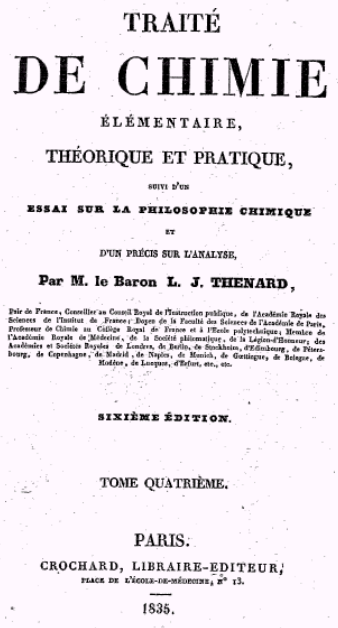 TRAITÉ
DE CHIMIE
ÉLÉMENTAIRE,
THÉORIQUE ET PRATIQUE,
SUIVI D'UN
ESSAI SUR LA PHILOSOPHIE CHIMIQUE
ET
D'UN PRÉCIS SUR L'ANALYSE,
Par M. le Baron L. J. THENARD,
Pair de France, Conseiller au Conseil Royal de l'Instruction publique, de l'Académie Royale des
Sciences de l'Institut de France; Doyen de la Faculté des Sciences de l'Académie de Paris,
Professeur de Chimie au Collége Royal de France et à l'École polytechnique; Membre de
l'Académie Royale de Médecine, de la Société philomatique, de la Légion-d'Honneur; des
Académies et Sociétés Royales de Londres, de Berlin, de Stockholm, d'Édimbourg, de Péters-
bourg, de Copenhague, de Madrid, de Naples, de Munich, de Gœttingue, de Bologne, de
Modène, de Lucques, d'Erfurt, etc., etc.
SIXIÈME ÉDITION.
TOME QUATRIÈME.
PARIS.
CROCHARD, LIBRAIRE-EDITEUR,
PLACE DE L'ÉCOLE-DE-MÉDECINE, N° 13.
1835.